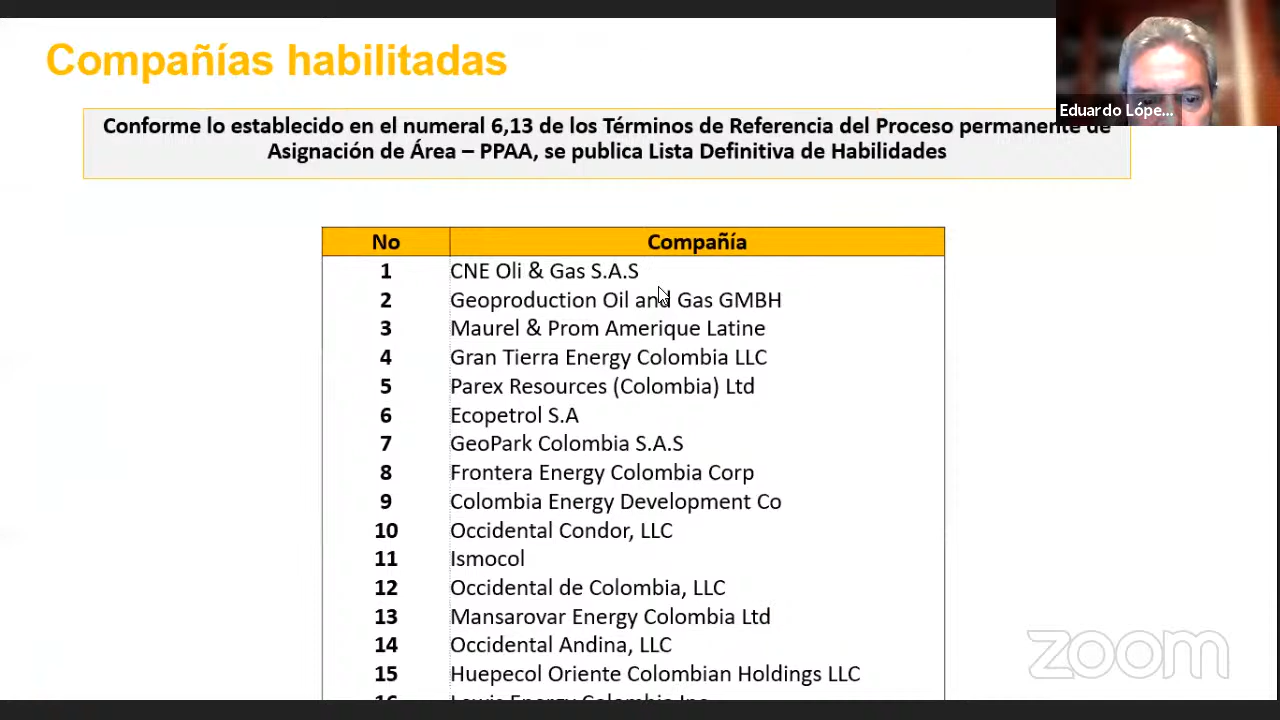 Compañías habilitadas
Eduardo Lópe...
Conforme lo establecido en el numeral 6,13 de los Términos de Referencia del Proceso permanente de
Asignación de Área – PPAA, se publica Lista Definitiva de Habilidades
No Compañía
1 CNE Oli & Gas S.A.S
2 Geoproduction Oil and Gas GMBH
3 Maurel & Prom Amerique Latine
4 Gran Tierra Energy Colombia LLC
5 Parex Resources (Colombia) Ltd
6 Ecopetrol S.A
7 GeoPark Colombia S.A.S
8 Frontera Energy Colombia Corp
9 Colombia Energy Development Co
10 Occidental Condor, LLC
11 Ismocol
12 Occidental de Colombia, LLC
13 Mansarovar Energy Colombia Ltd
14 Occidental Andina, LLC
15 Huepecol Oriente Colombian Holdings LLC
zoom